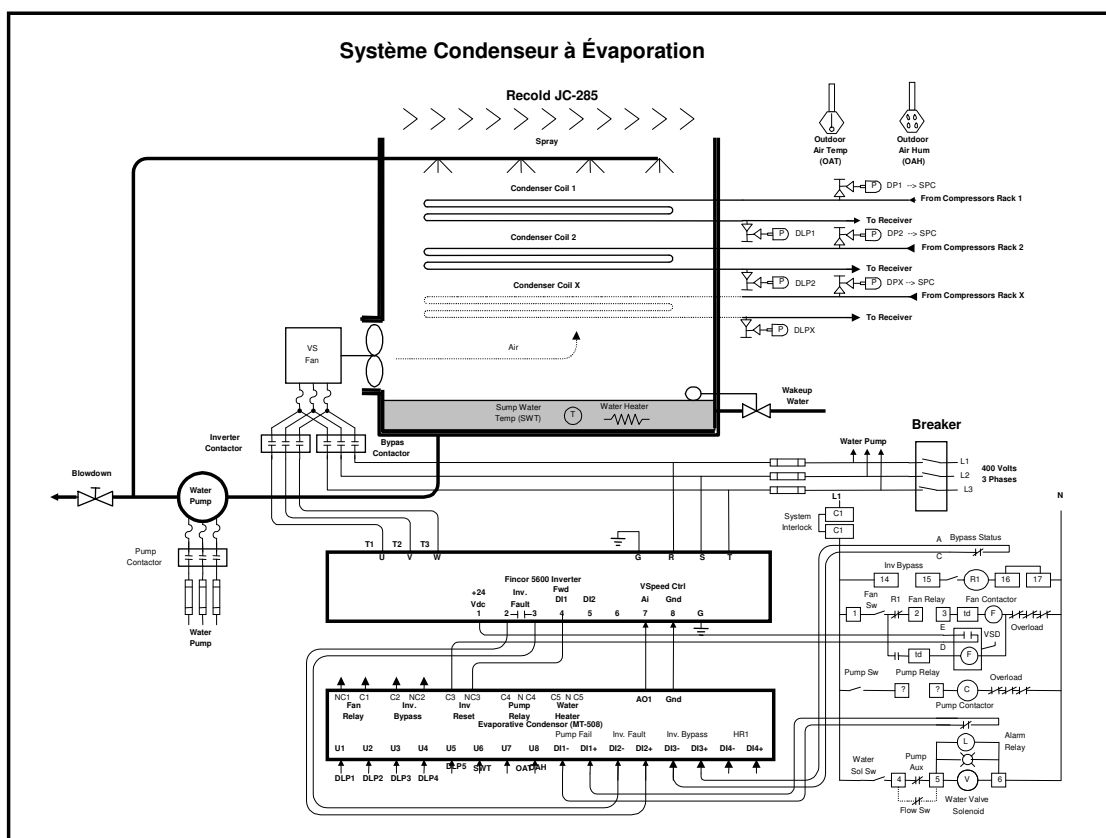 Système Condenseur à Évaporation
Recold JC-285
Spray
Outdoor
Air Temp
(OAT)
Outdoor
Air Hum
(OAH)
Condenser Coil 1
P
DP1 --> SPC
From Compressors Rack 1
To Receiver
Condenser Coil 2
P
DLP1
P
DP2 --> SPC
From Compressors Rack 2
To Receiver
Condenser Coil X
P
DLP2
P
DPX --> SPC
From Compressors Rack X
To Receiver
P
DLPX
VS
Fan
Air
Sump Water
Temp (SWT)
T
Water Heater
Wakeup
Water
Inverter
Contactor
Bypas
Contactor
Water Pump
Breaker
L1
L2
L3
400 Volts
3 Phases
Blowdown
Water
Pump
Pump
Contactor
Water
Pump
L1
N
System
Interlock
C1
C1
A
Bypass Status
C
Inv Bypass
14
15
R1
16
17
Fan
Sw
R1
Fan Relay
Fan Contactor
1
2
3
td
F
Overload
E
D
VSD
td
F
Pump Sw
Pump Relay
Overload
?
?
C
Pump Contactor
L
Alarm
Relay
Water
Sol Sw
Pump
Aux
4
5
V
6
Flow Sw
Water Valve
Solenoid
T1
T2
T3
U
V
W
G
R
S
T
Fincor 5600 Inverter
+24
Vdc
Inv.
Fault
Fwd
DI1
DI2
VSpeed Ctrl
Ai
Gnd
1
2
3
4
5
6
7
8
G
NC1
C1
C2
NC2
C3
NC3
C4
N C4
C5
N C5
AO1
Gnd
Fan
Relay
Inv.
Bypass
Inv
Reset
Pump
Relay
Water
Heater
Evaporative Condensor (MT-508)
Pump Fail
Inv. Fault
Inv. Bypass
HR1
U1
U2
U3
U4
U5
U6
U7
U8
DI1-
DI1+
DI2-
DI2+
DI3-
DI3+
DI4-
DI4+
DLP1
DLP2
DLP3
DLP4
DLP5
SWT
OAT
OAH